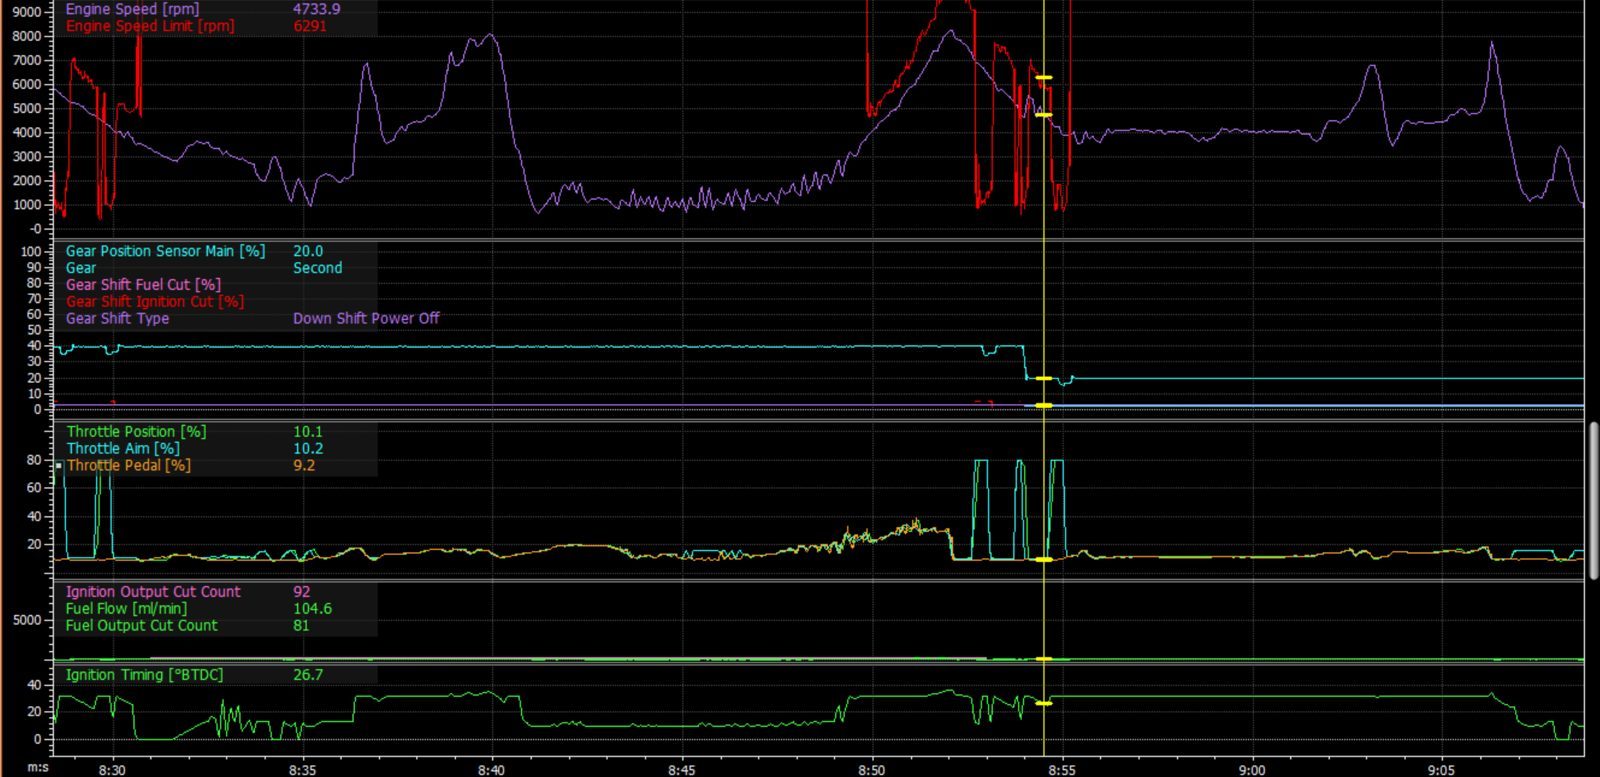 Engine Speed [rpm] 4733.9
Engine Speed Limit [rpm] 6291
9000
8000
7000
6000
5000
4000
3000
2000
1000
-0
Gear Position Sensor Main [%] 20.0
Gear Second
Gear Shift Fuel Cut [%]
Gear Shift Ignition Cut [%]
Gear Shift Type Down Shift Power Off
100
90
80
70
60
50
40
30
20
10
0
Throttle Position [%] 10.1
Throttle Aim [%] 10.2
Throttle Pedal [%] 9.2
80
60
40
20
Ignition Output Cut Count 92
Fuel Flow [ml/min] 104.6
Fuel Output Cut Count 81
5000
Ignition Timing [°BTDC] 26.7
40
20
0
m:s 8:30 8:35 8:40 8:45 8:50 8:55 9:00 9:05